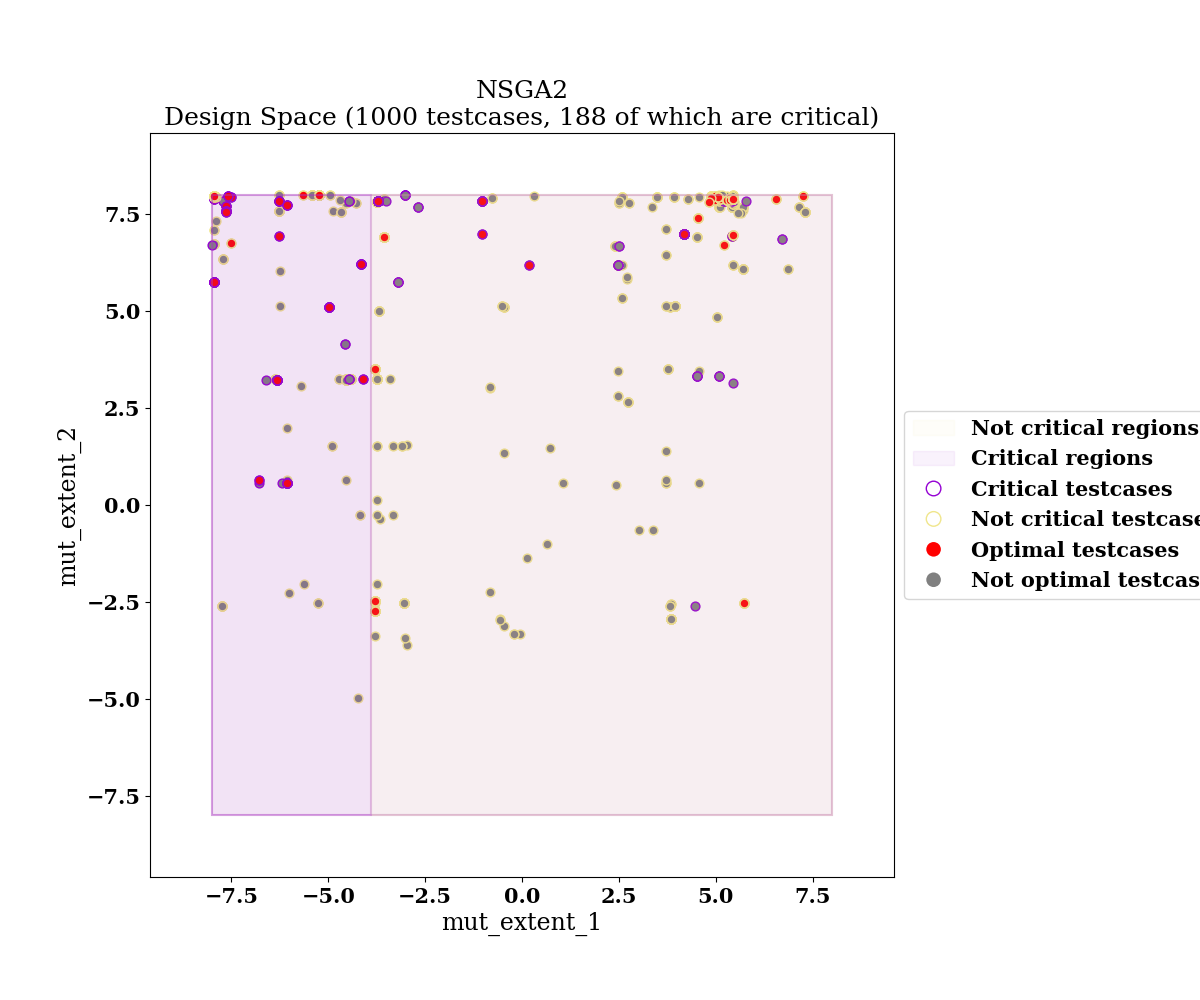 NSGA2
Design Space (1000 testcases, 188 of which are critical)
7.5
5.0
2.5
0.0
−2.5
−5.0
−7.5
mut_extent_2
−7.5 −5.0 −2.5 0.0 2.5 5.0 7.5
mut_extent_1
Not critical regions
Critical regions
Critical testcases
Not critical testcase
Optimal testcases
Not optimal testcas